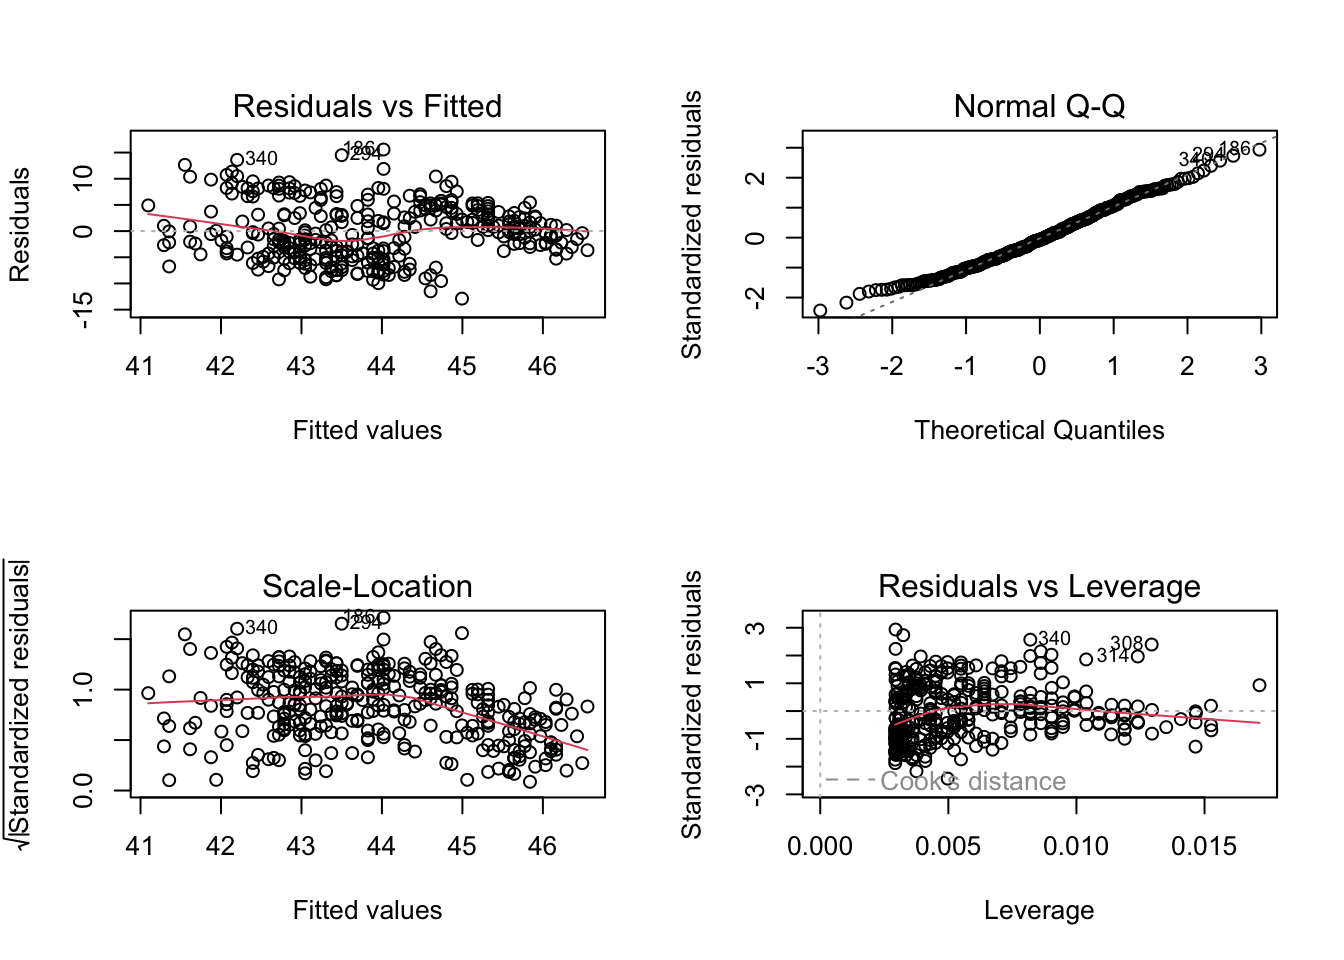 Residuals vs Fitted
Residuals
10
0
-15
340
186
294
41 42 43 44 45 46
Fitted values
Normal Q-Q
Standardized residuals
2
0
-2
340
294
186
-3 -2 -1 0 1 2 3
Theoretical Quantiles
Scale-Location
√|Standardized residuals|
1.0
0.0
340
186
294
41 42 43 44 45 46
Fitted values
Residuals vs Leverage
Standardized residuals
3
1
-1
-3
340
308
314
Cook's distance
0.000 0.005 0.010 0.015
Leverage